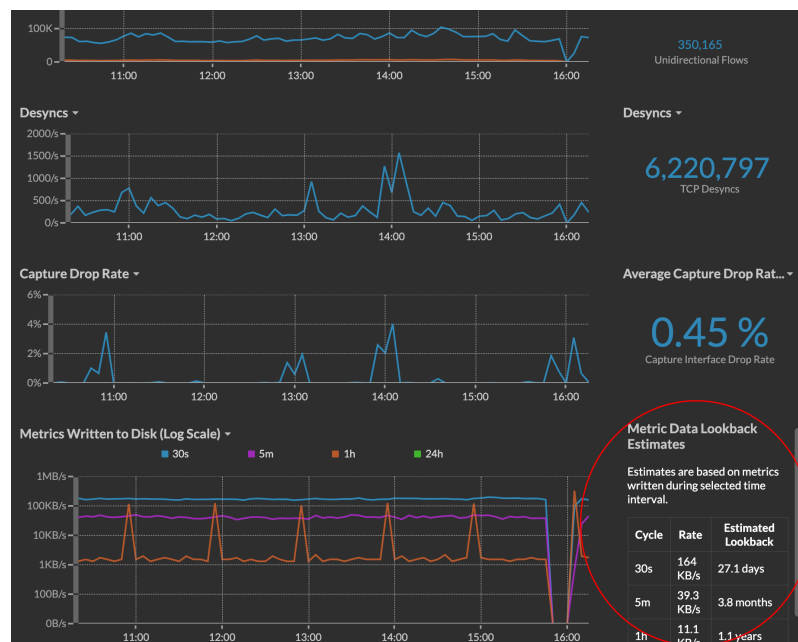 100K
0
11:00 12:00 13:00 14:00 15:00 16:00
350,165
Unidirectional Flows
Desyncs
2000/s
1500/s
1000/s
500/s
0/s
11:00 12:00 13:00 14:00 15:00 16:00
Desyncs
6,220,797
TCP Desyncs
Capture Drop Rate
6%
4%
2%
0%
11:00 12:00 13:00 14:00 15:00 16:00
Average Capture Drop Rat...
0.45 %
Capture Interface Drop Rate
Metrics Written to Disk (Log Scale)
30s 5m 1h 24h
1MB/s
100KB/s
10KB/s
1KB/s
100B/s
0B/s
11:00 12:00 13:00 14:00 15:00 16:00
Metric Data Lookback
Estimates
Estimates are based on metrics
written during selected time
interval.
Cycle Rate Estimated
Lookback
30s 164
KB/s 27.1 days
5m 39.3
KB/s 3.8 months
1h 11.1
KB/s 1.1 years